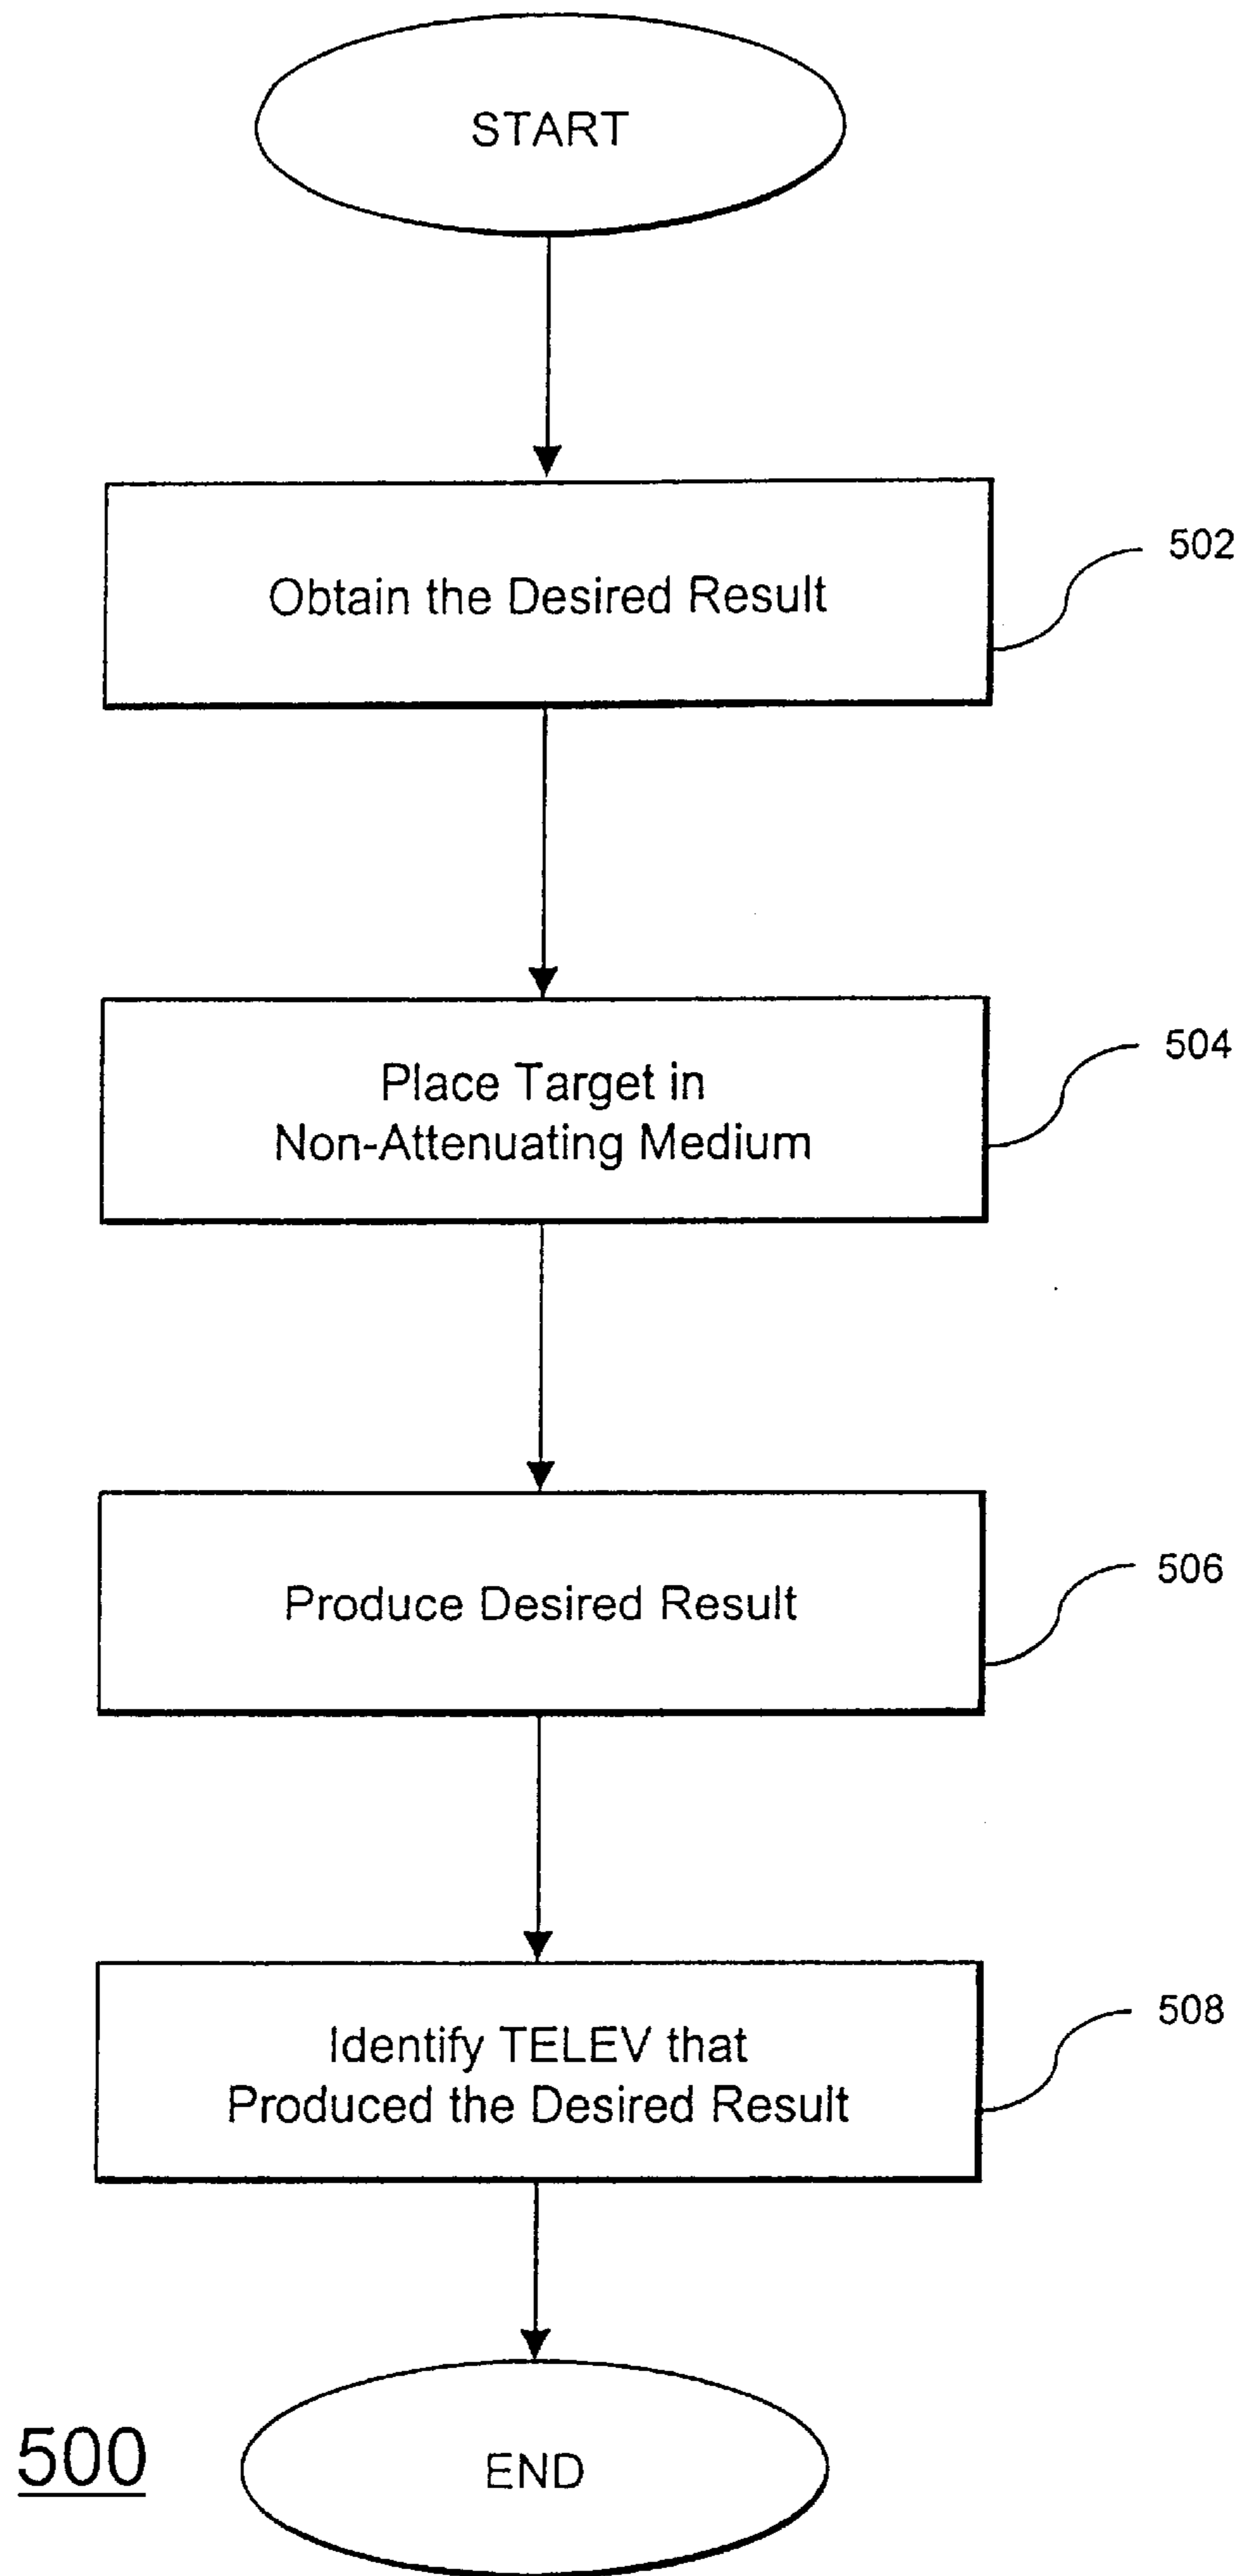 START
Obtain the Desired Result
502
Place Target in
Non-Attenuating Medium
504
Produce Desired Result
506
Identify TELEV that
Produced the Desired Result
508
END
500